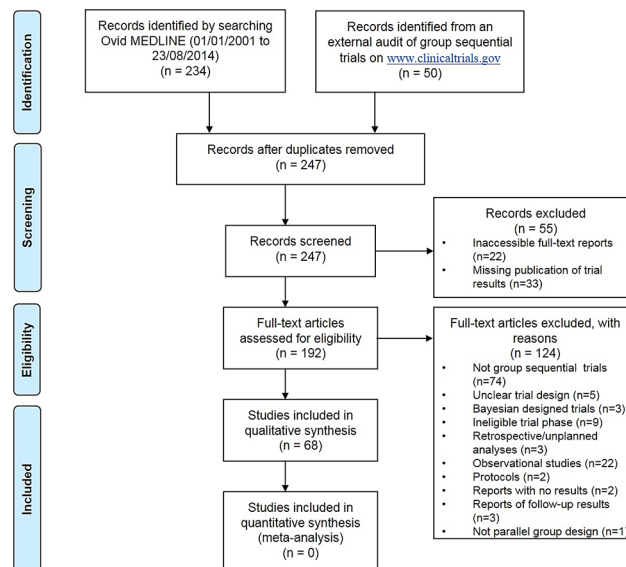 Identification
Records identified by searching
Ovid MEDLINE (01/01/2001 to
23/08/2014)
(n = 234)
Records identified from an
external audit of group sequential
trials on www.clinicaltrials.gov
(n = 50)
Records after duplicates removed
(n = 247)
Screening
Records screened
(n = 247)
Records excluded
(n = 55)
• Inaccessible full-text reports
(n=22)
• Missing publication of trial
results (n=33)
Eligibility
Full-text articles
assessed for eligibility
(n = 192)
Full-text articles excluded, with
reasons
(n = 124)
• Not group sequential trials
(n=74)
• Unclear trial design (n=5)
• Bayesian designed trials (n=3)
• Ineligible trial phase (n=9)
• Retrospective/unplanned
analyses (n=3)
• Observational studies (n=22)
• Protocols (n=2)
• Reports with no results (n=2)
• Reports of follow-up results
(n=3)
• Not parallel group design (n=1)
Included
Studies included in
qualitative synthesis
(n = 68)
Studies included in
quantitative synthesis
(meta-analysis)
(n = 0)